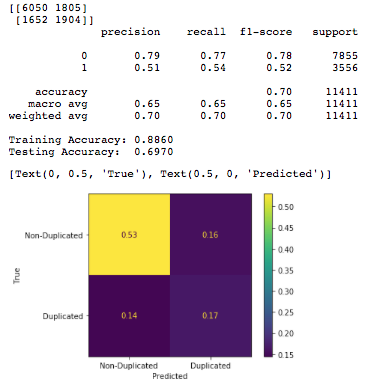 [[6050 1805]
[1652 1904]]
precision recall f1-score support
0 0.79 0.77 0.78 7855
1 0.51 0.54 0.52 3556
accuracy 0.70 11411
macro avg 0.65 0.65 0.65 11411
weighted avg 0.70 0.70 0.70 11411
Training Accuracy: 0.8860
Testing Accuracy: 0.6970
[Text(0, 0.5, 'True'), Text(0.5, 0, 'Predicted')]
Non-Duplicated 0.53 0.16
Duplicated 0.14 0.17
Non-Duplicated Duplicated
Predicted
True
0.50
0.45
0.40
0.35
0.30
0.25
0.20
0.15